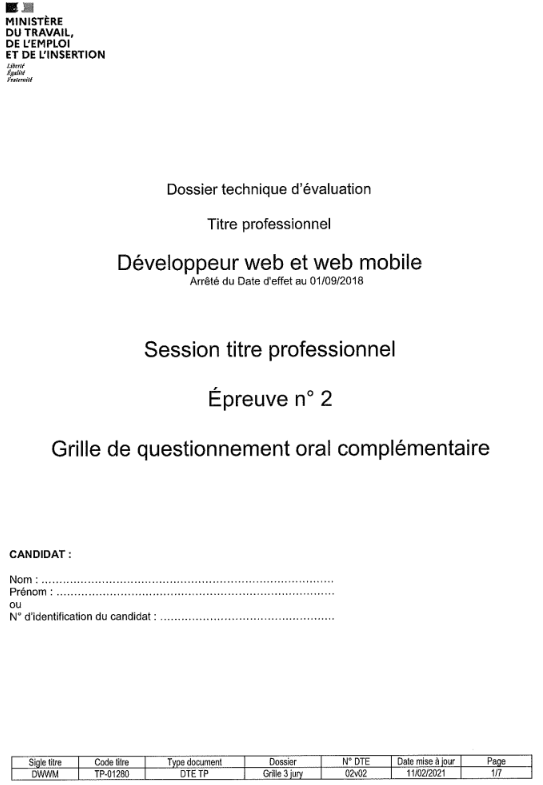 MINISTÈRE
DU TRAVAIL,
DE L'EMPLOI
ET DE L'INSERTION
Liberté
Égalité
Fraternité
Dossier technique d'évaluation
Titre professionnel
Développeur web et web mobile
Arrêté du Date d'effet au 01/09/2018
Session titre professionnel
Épreuve n° 2
Grille de questionnement oral complémentaire
CANDIDAT :
Nom : ................................................................................
Prénom : ............................................................................
ou
N° d'identification du candidat : ................................................
Sigle titre Code titre Type document Dossier N° DTE Date mise à jour Page
DWWM TP-01280 DTE TP Grille 3 jury 02v02 11/02/2021 1/7